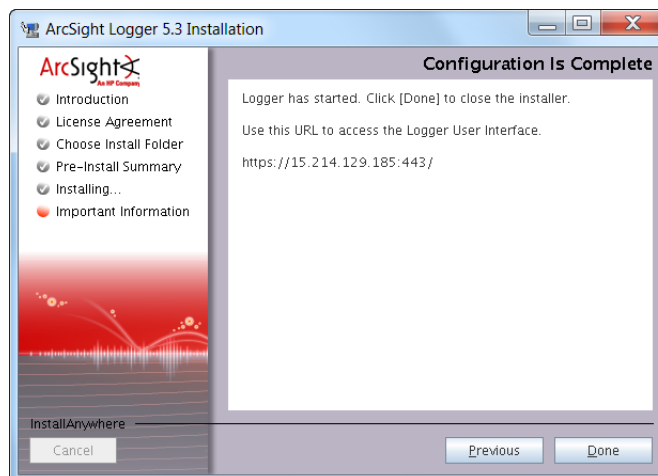 ArcSight Logger 5.3 Installation
ArcSight
An HP Company
Configuration Is Complete
Introduction
License Agreement
Choose Install Folder
Pre-Install Summary
Installing...
Important Information
Logger has started. Click [Done] to close the installer.
Use this URL to access the Logger User Interface.
https://15.214.129.185:443/
InstallAnywhere
Cancel
Previous
Done